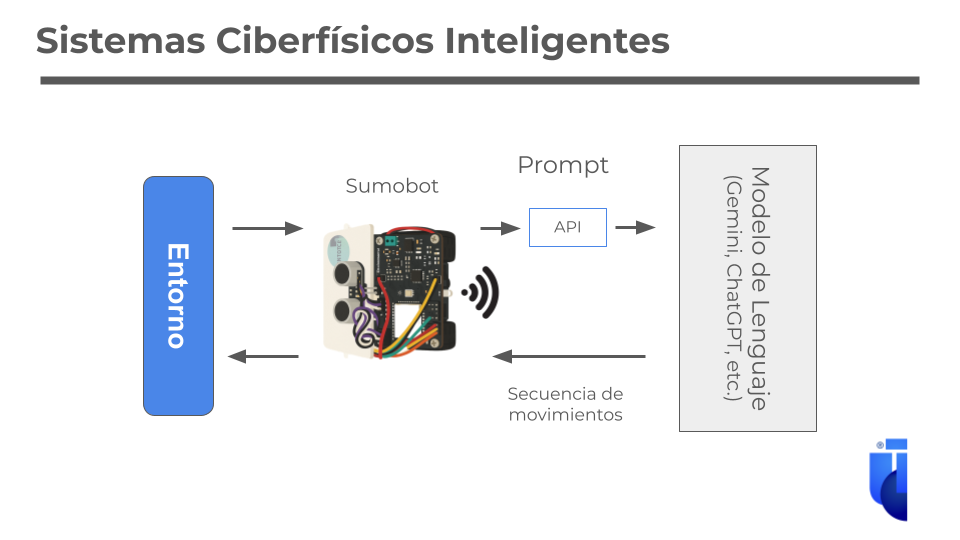 Sistemas Ciberfísicos Inteligentes
Prompt
Sumobot
API
Entorno
Modelo de Lenguaje
(Gemini, ChatGPT, etc.)
Secuencia de
movimientos